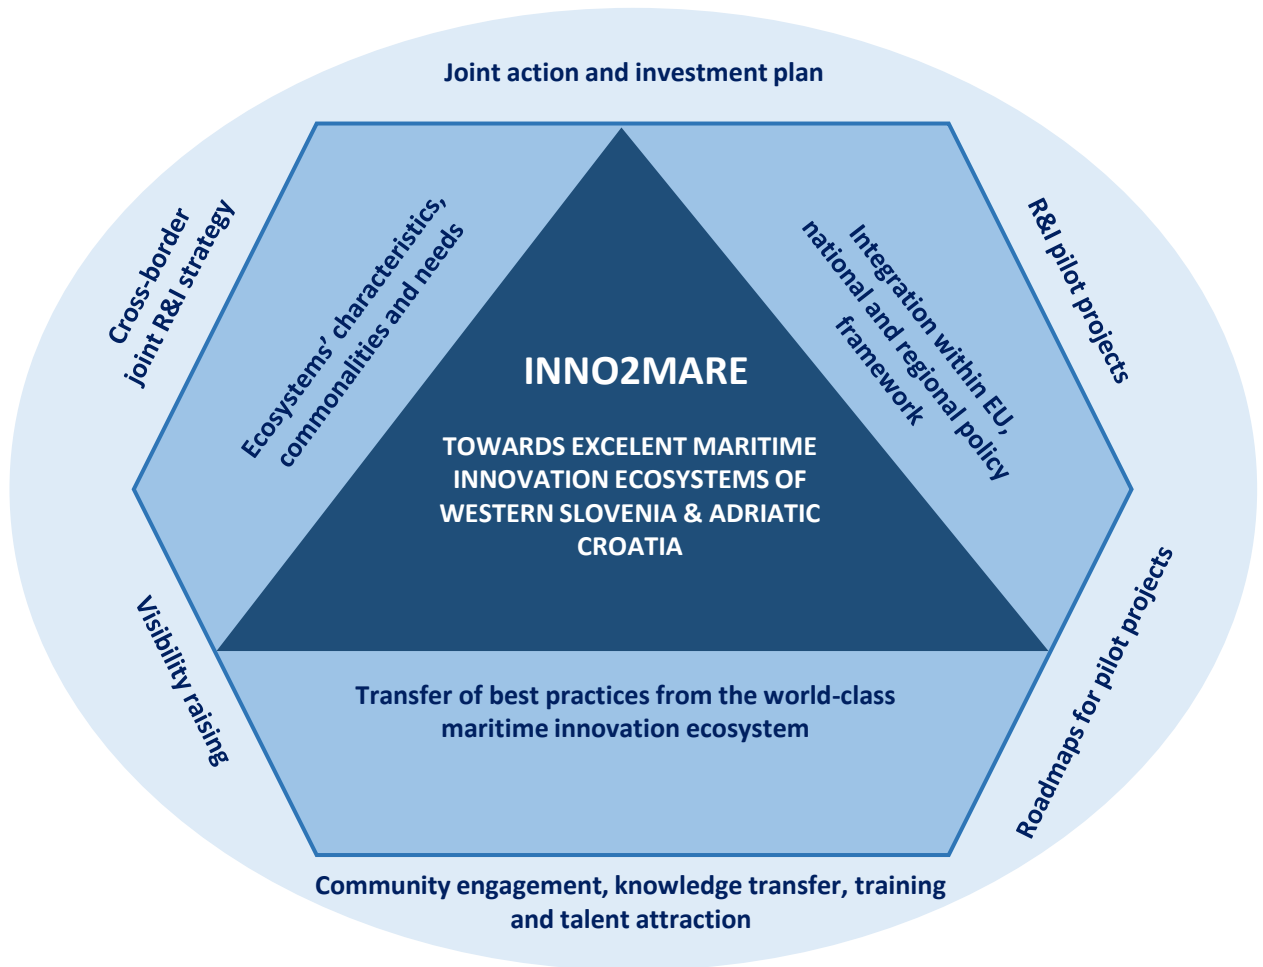 Joint action and investment plan
Cross-border
joint R&I strategy
Ecosystems’ characteristics,
commonalities and needs
Integration within EU,
national and regional policy
framework
R&I pilot projects
INNO2MARE
TOWARDS EXCELENT MARITIME
INNOVATION ECOSYSTEMS OF
WESTERN SLOVENIA & ADRIATIC
CROATIA
Visibility raising
Transfer of best practices from the world-class
maritime innovation ecosystem
Roadmaps for pilot projects
Community engagement, knowledge transfer, training
and talent attraction